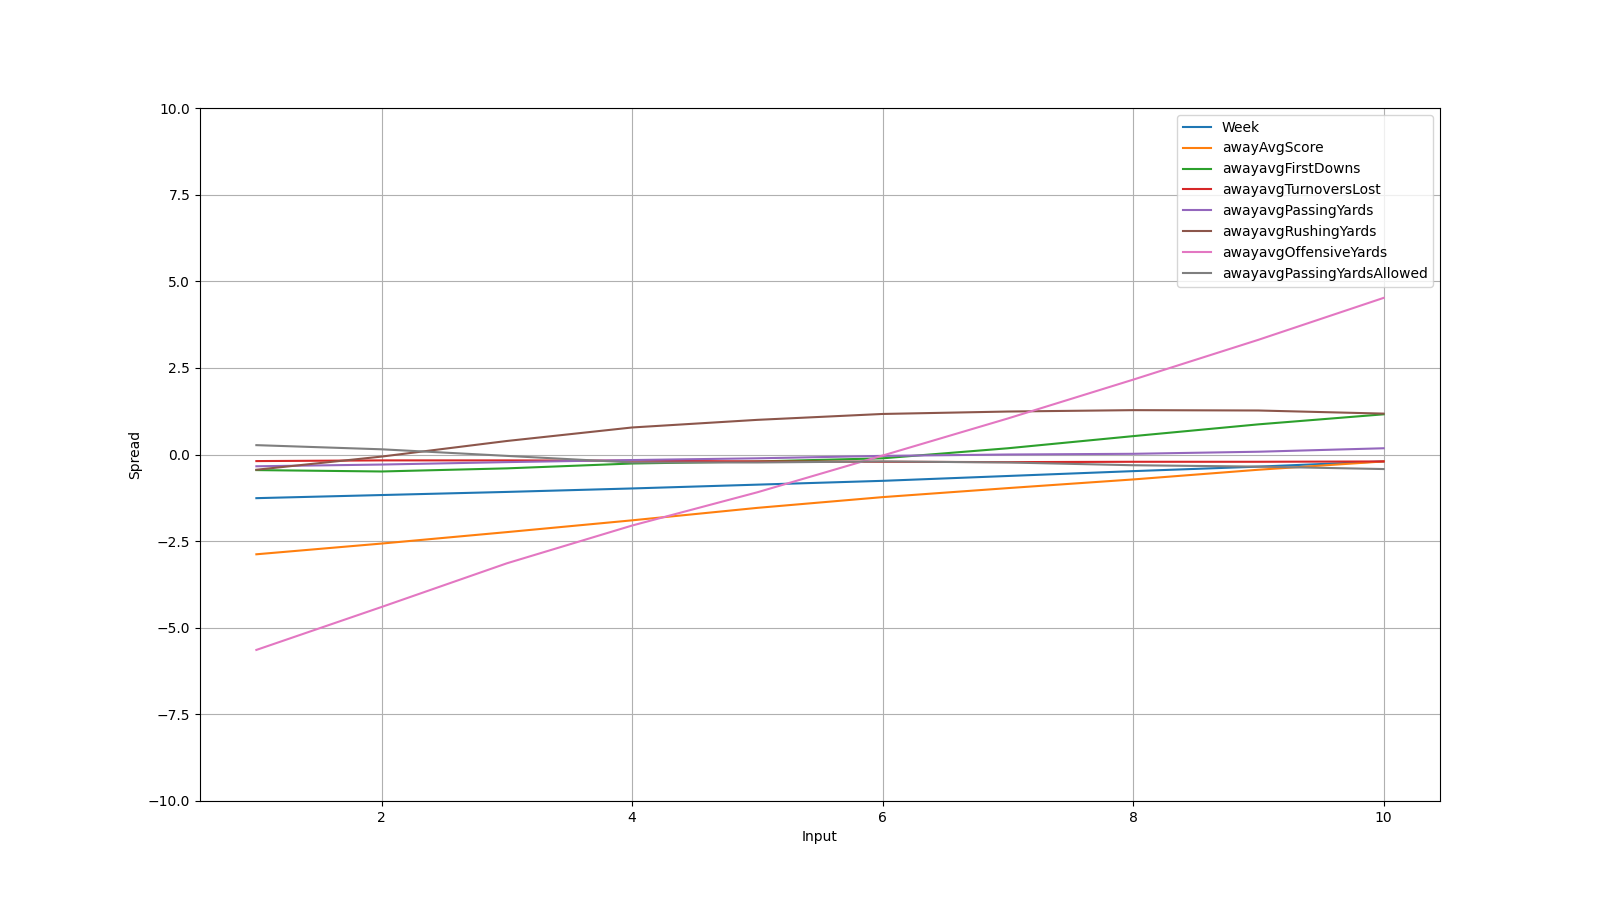 10.0
7.5
5.0
2.5
0.0
−2.5
−5.0
−7.5
−10.0
Spread
2 4 6 8 10
Input
Week
awayAvgScore
awayavgFirstDowns
awayavgTurnoversLost
awayavgPassingYards
awayavgRushingYards
awayavgOffensiveYards
awayavgPassingYardsAllowed